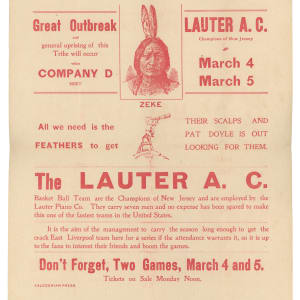 Great Outbreak
and
general uprising of this
Tribe will occur
when
COMPANY D
MEET
LAUTER A. C.
Champions of New Jersey
March 4
March 5
ZEKE
All we need is the
FEATHERS to get
THEIR SCALPS AND
PAT DOYLE IS OUT
LOOKING FOR THEM.
The LAUTER A. C.
Basket Ball Team are the Champions of New Jersey and are employed by the
Lauter Piano Co. They carry seven men and no expense has been spared to make
this one of the fastest teams in the United States.
It is the aim of the management to carry the season long enough to get the
crack East Liverpool team here for a series if the attendance warrants it, so it is up
to the fans to interest their friends and boom the games.
Don't Forget, Two Games, March 4 and 5.
Tickets on Sale Monday Noon.
CALEDONIAN PRESS.